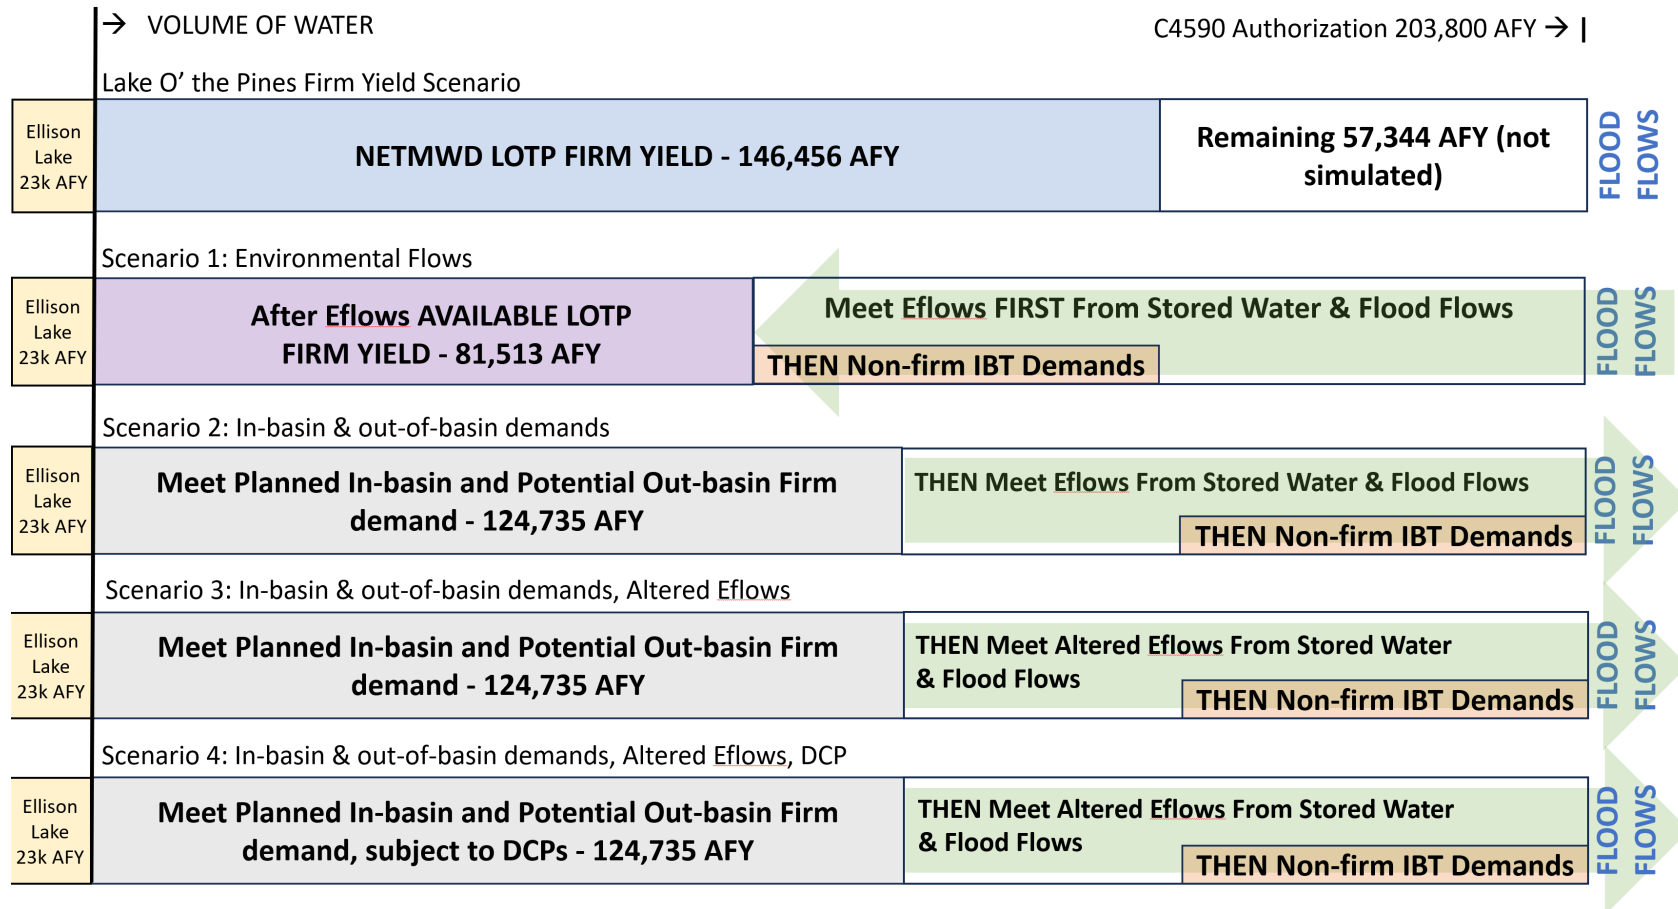 → VOLUME OF WATER
C4590 Authorization 203,800 AFY → |
Lake O’ the Pines Firm Yield Scenario
Ellison
Lake
23k AFY
NETMWD LOTP FIRM YIELD - 146,456 AFY
Remaining 57,344 AFY (not
simulated)
FLOOD
FLOWS
Scenario 1: Environmental Flows
Ellison
Lake
23k AFY
After Eflows AVAILABLE LOTP
FIRM YIELD - 81,513 AFY
Meet Eflows FIRST From Stored Water & Flood Flows
THEN Non-firm IBT Demands
FLOOD
FLOWS
Scenario 2: In-basin & out-of-basin demands
Ellison
Lake
23k AFY
Meet Planned In-basin and Potential Out-basin Firm
demand - 124,735 AFY
THEN Meet Eflows From Stored Water & Flood Flows
THEN Non-firm IBT Demands
FLOOD
FLOWS
Scenario 3: In-basin & out-of-basin demands, Altered Eflows
Ellison
Lake
23k AFY
Meet Planned In-basin and Potential Out-basin Firm
demand - 124,735 AFY
THEN Meet Altered Eflows From Stored Water
& Flood Flows
THEN Non-firm IBT Demands
FLOOD
FLOWS
Scenario 4: In-basin & out-of-basin demands, Altered Eflows, DCP
Ellison
Lake
23k AFY
Meet Planned In-basin and Potential Out-basin Firm
demand, subject to DCPs - 124,735 AFY
THEN Meet Altered Eflows From Stored Water
& Flood Flows
THEN Non-firm IBT Demands
FLOOD
FLOWS